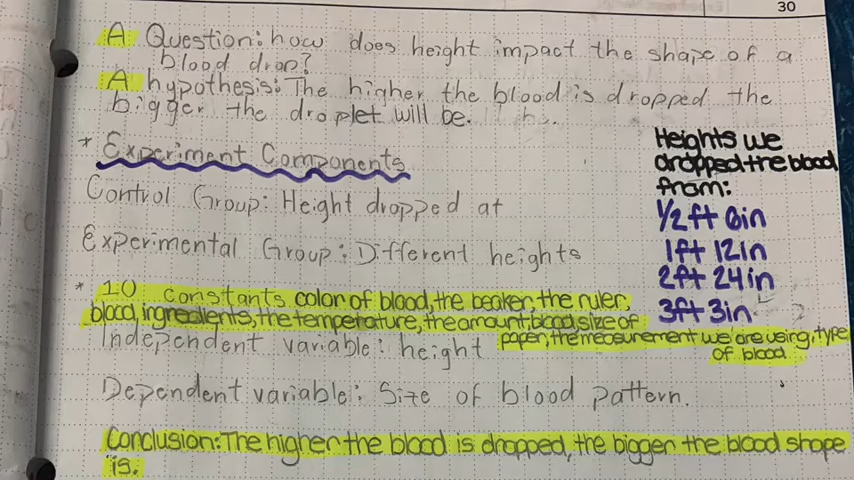 30
A Question: how does height impact the shape of a
blood drop?
A hypothesis: The higher the blood is dropped the
bigger the droplet will be.
* Experiment Components
Control Group: Height dropped at
Experimental Group: Different heights
Heights we
dropped the blood
from:
1/2ft 6in
1ft 12in
2ft 24in
3ft 3in
* 10 constants color of blood, the beaker, the ruler,
blood, ingredients, the temperature, the amount, blood, size of
paper, the measurement we are using, type
of blood
Independent variable: height
Dependent variable: Size of blood pattern.
Conclusion: The higher the blood is dropped, the bigger the blood shape
is.